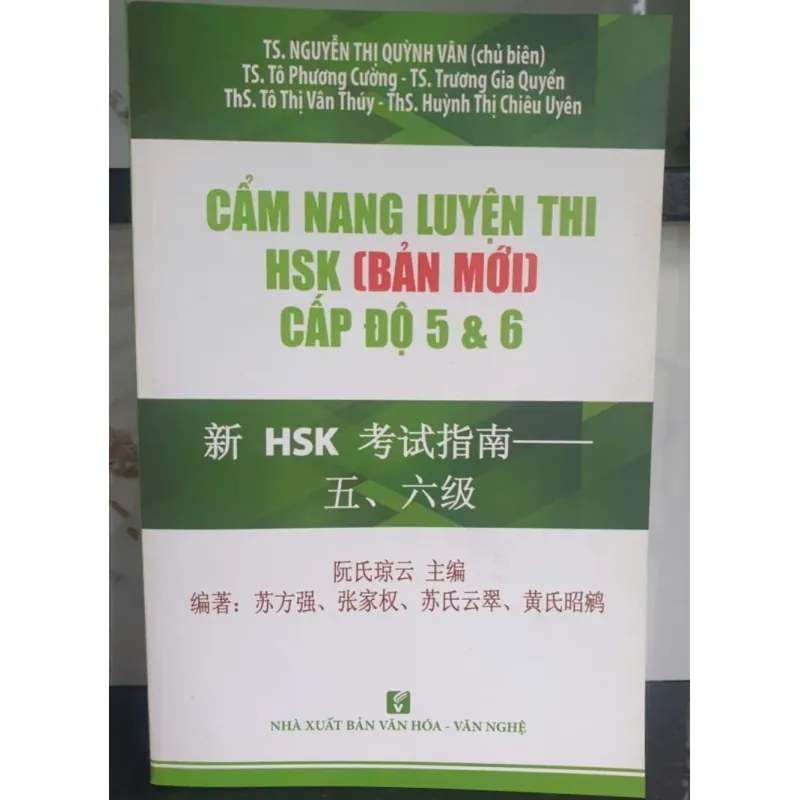 TS. NGUYỄN THỊ QUỲNH VÂN (chủ biên)
TS. Tô Phương Cường - TS. Trương Gia Quyền
ThS. Tô Thị Vân Thúy - ThS. Huỳnh Thị Chiêu Uyên
CẨM NANG LUYỆN THI
HSK (BẢN MỚI)
CẤP ĐỘ 5 & 6
新 HSK 考试指南——
五、六级
阮氏琼云 主编
编著：苏方强、张家权、苏氏云翠、黄氏昭鹓
NHÀ XUẤT BẢN VĂN HÓA - VĂN NGHỆ